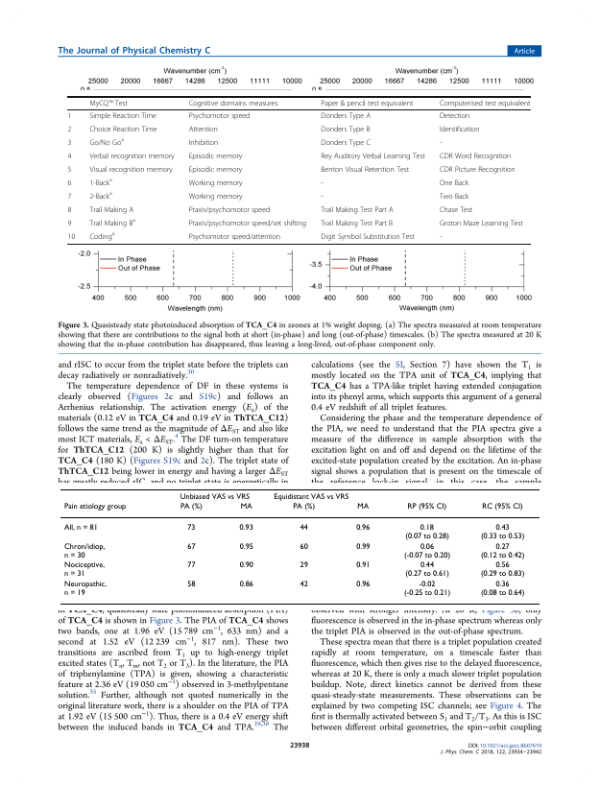 The Journal of Physical Chemistry C
Article
Wavenumber (cm⁻¹)
Wavenumber (cm⁻¹)
25000 20000 16667 14286 12500 11111 10000
25000 20000 16667 14286 12500 11111 10000
MyCQ™ Test Cognitive domains measures Paper & pencil test equivalent Computerised test equivalent
1 Simple Reaction Time Psychomotor speed Donders Type A Detection
2 Choice Reaction Time Attention Donders Type B Identification
3 Go/No Goᵃ Inhibition Donders Type C -
4 Verbal recognition memory Episodic memory Rey Auditory Verbal Learning Test CDR Word Recognition
5 Visual recognition memory Episodic memory Benton Visual Retention Test CDR Picture Recognition
6 1-Backᵃ Working memory - One Back
7 2-Backᵃ Working memory - Two Back
8 Trail Making A Praxis/psychomotor speed Trail Making Test Part A Chase Test
9 Trail Making Bᵃ Praxis/psychomotor speed/set shifting Trail Making Test Part B Groton Maze Learning Test
10 Codingᵃ Psychomotor speed/attention Digit Symbol Substitution Test -
-2.0
In Phase
Out of Phase
-2.5
400 500 600 700 800 900 1000
Wavelength (nm)
-3.5
In Phase
Out of Phase
-4.0
400 500 600 700 800 900 1000
Wavelength (nm)
Figure 3. Quasisteady state photoinduced absorption of TCA_C4 in zeonex at 1% weight doping. (a) The spectra measured at room temperature
showing that there are contributions to the signal both at short (in-phase) and long (out-of-phase) timescales. (b) The spectra measured at 20 K
showing that the in-phase contribution has disappeared, thus leaving a long-lived, out-of-phase component only.
and rISC to occur from the triplet state before the triplets can
decay radiatively or nonradiatively.³⁰
The temperature dependence of DF in these systems is
clearly observed (Figures 2c and S19c) and follows an
Arrhenius relationship. The activation energy (Eₐ) of the
materials (0.12 eV in TCA_C4 and 0.19 eV in ThTCA_C12)
follows the same trend as the magnitude of ΔE_ST and also like
most ICT materials, Eₐ < ΔE_ST.⁴ The DF turn-on temperature
for ThTCA_C12 (200 K) is slightly higher than that for
TCA_C4 (180 K) (Figures S19c and 2c). The triplet state of
ThTCA_C12 being lower in energy and having a larger ΔE_ST
has greatly reduced rIC, and no triplet state is energetically in
calculations (see the SI, Section 7) have shown the T₁ is
mostly located on the TPA unit of TCA_C4, implying that
TCA_C4 has a TPA-like triplet having extended conjugation
into its phenyl arms, which supports this argument of a general
0.4 eV redshift of all triplet features.
Considering the phase and the temperature dependence of
the PIA, we need to understand that the PIA spectra give a
measure of the difference in sample absorption with the
excitation light on and off and depend on the lifetime of the
excited-state population created by the excitation. An in-phase
signal shows a population that is present on the timescale of
the reference lock-in signal, in this case, the sample
Unbiased VAS vs VRS Equidistant VAS vs VRS
Pain etiology group PA (%) MA PA (%) MA RP (95% CI) RC (95% CI)
All, n = 81 73 0.93 44 0.96 0.18 0.43
(0.07 to 0.28) (0.33 to 0.53)
Chron/idiop, 67 0.95 60 0.99 0.06 0.27
n = 30 (-0.07 to 0.20) (0.12 to 0.42)
Nociceptive, 77 0.90 29 0.91 0.44 0.56
n = 31 (0.27 to 0.61) (0.29 to 0.83)
Neuropathic, 58 0.86 42 0.96 -0.02 0.36
n = 19 (-0.25 to 0.21) (0.08 to 0.64)
of TCA_C4 is shown in Figure 3. The PIA of TCA_C4 shows
two bands, one at 1.96 eV (15 789 cm⁻¹, 633 nm) and a
second at 1.52 eV (12 239 cm⁻¹, 817 nm). These two
transitions are ascribed from T₁ up to high-energy triplet
excited states (Tₙ, Tₘ, not T₂ or T₃). In the literature, the PIA
of triphenylamine (TPA) is given, showing a characteristic
feature at 2.36 eV (19 050 cm⁻¹) observed in 3-methylpentane
solution.³⁵ Further, although not quoted numerically in the
original literature work, there is a shoulder on the PIA of TPA
at 1.92 eV (15 500 cm⁻¹). Thus, there is a 0.4 eV energy shift
between the induced bands in TCA_C4 and TPA.²⁹,³⁶ The
fluorescence is observed in the in-phase spectrum whereas only
the triplet PIA is observed in the out-of-phase spectrum.
These spectra mean that there is a triplet population created
rapidly at room temperature, on a timescale faster than
fluorescence, which then gives rise to the delayed fluorescence,
whereas at 20 K, there is only a much slower triplet population
buildup. Note, direct kinetics cannot be derived from these
quasi-steady-state measurements. These observations can be
explained by two competing ISC channels; see Figure 4. The
first is thermally activated between S₁ and T₂/T₃. As this is ISC
between different orbital geometries, the spin−orbit coupling
23938
DOI: 10.1021/acs.jpcc.8b07610
J. Phys. Chem. C 2018, 122, 23934−23942